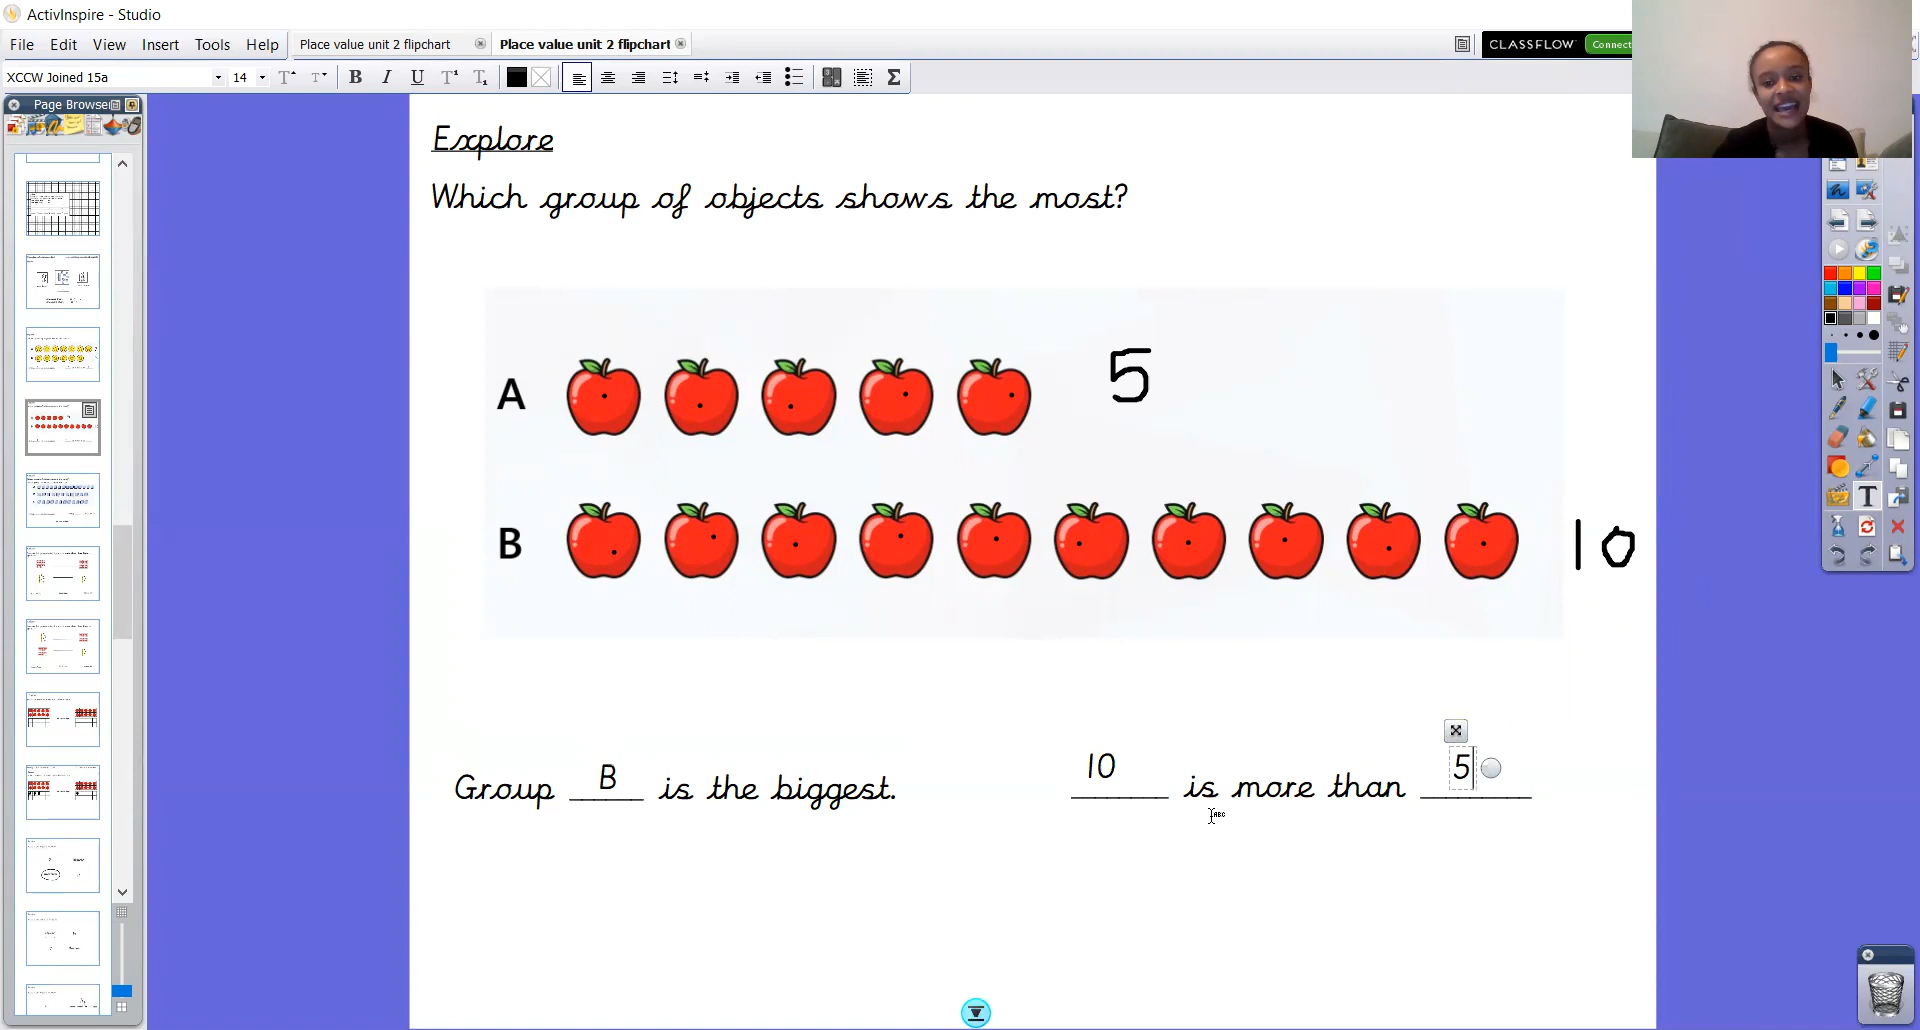 ActivInspire - Studio
File Edit View Insert Tools Help
Place value unit 2 flipchart
Place value unit 2 flipchart
CLASSFLOW Connect
XCCW Joined 15a
14
B I U
Page Browser
Explore
Which group of objects shows the most?
A 5
B 10
Group B is the biggest.
10 is more than 5